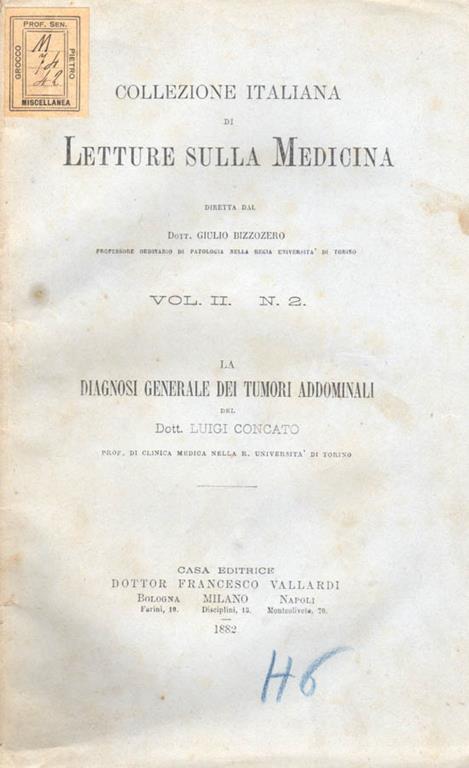 PROF. SEN.
GROCCO
PIETRO
M
74
42
MISCELLANEA
COLLEZIONE ITALIANA
DI
LETTURE SULLA MEDICINA
DIRETTA DAL
DOTT. GIULIO BIZZOZERO
PROFESSORE ORDINARIO DI PATOLOGIA NELLA REGIA UNIVERSITA' DI TORINO
VOL. II. N. 2.
LA
DIAGNOSI GENERALE DEI TUMORI ADDOMINALI
DEL
Dott. LUIGI CONCATO
PROF. DI CLINICA MEDICA NELLA R. UNIVERSITA' DI TORINO
CASA EDITRICE
DOTTOR FRANCESCO VALLARDI
BOLOGNA MILANO NAPOLI
Farini, 10. Disciplini, 15. Monteoliveto, 70.
1882
H6